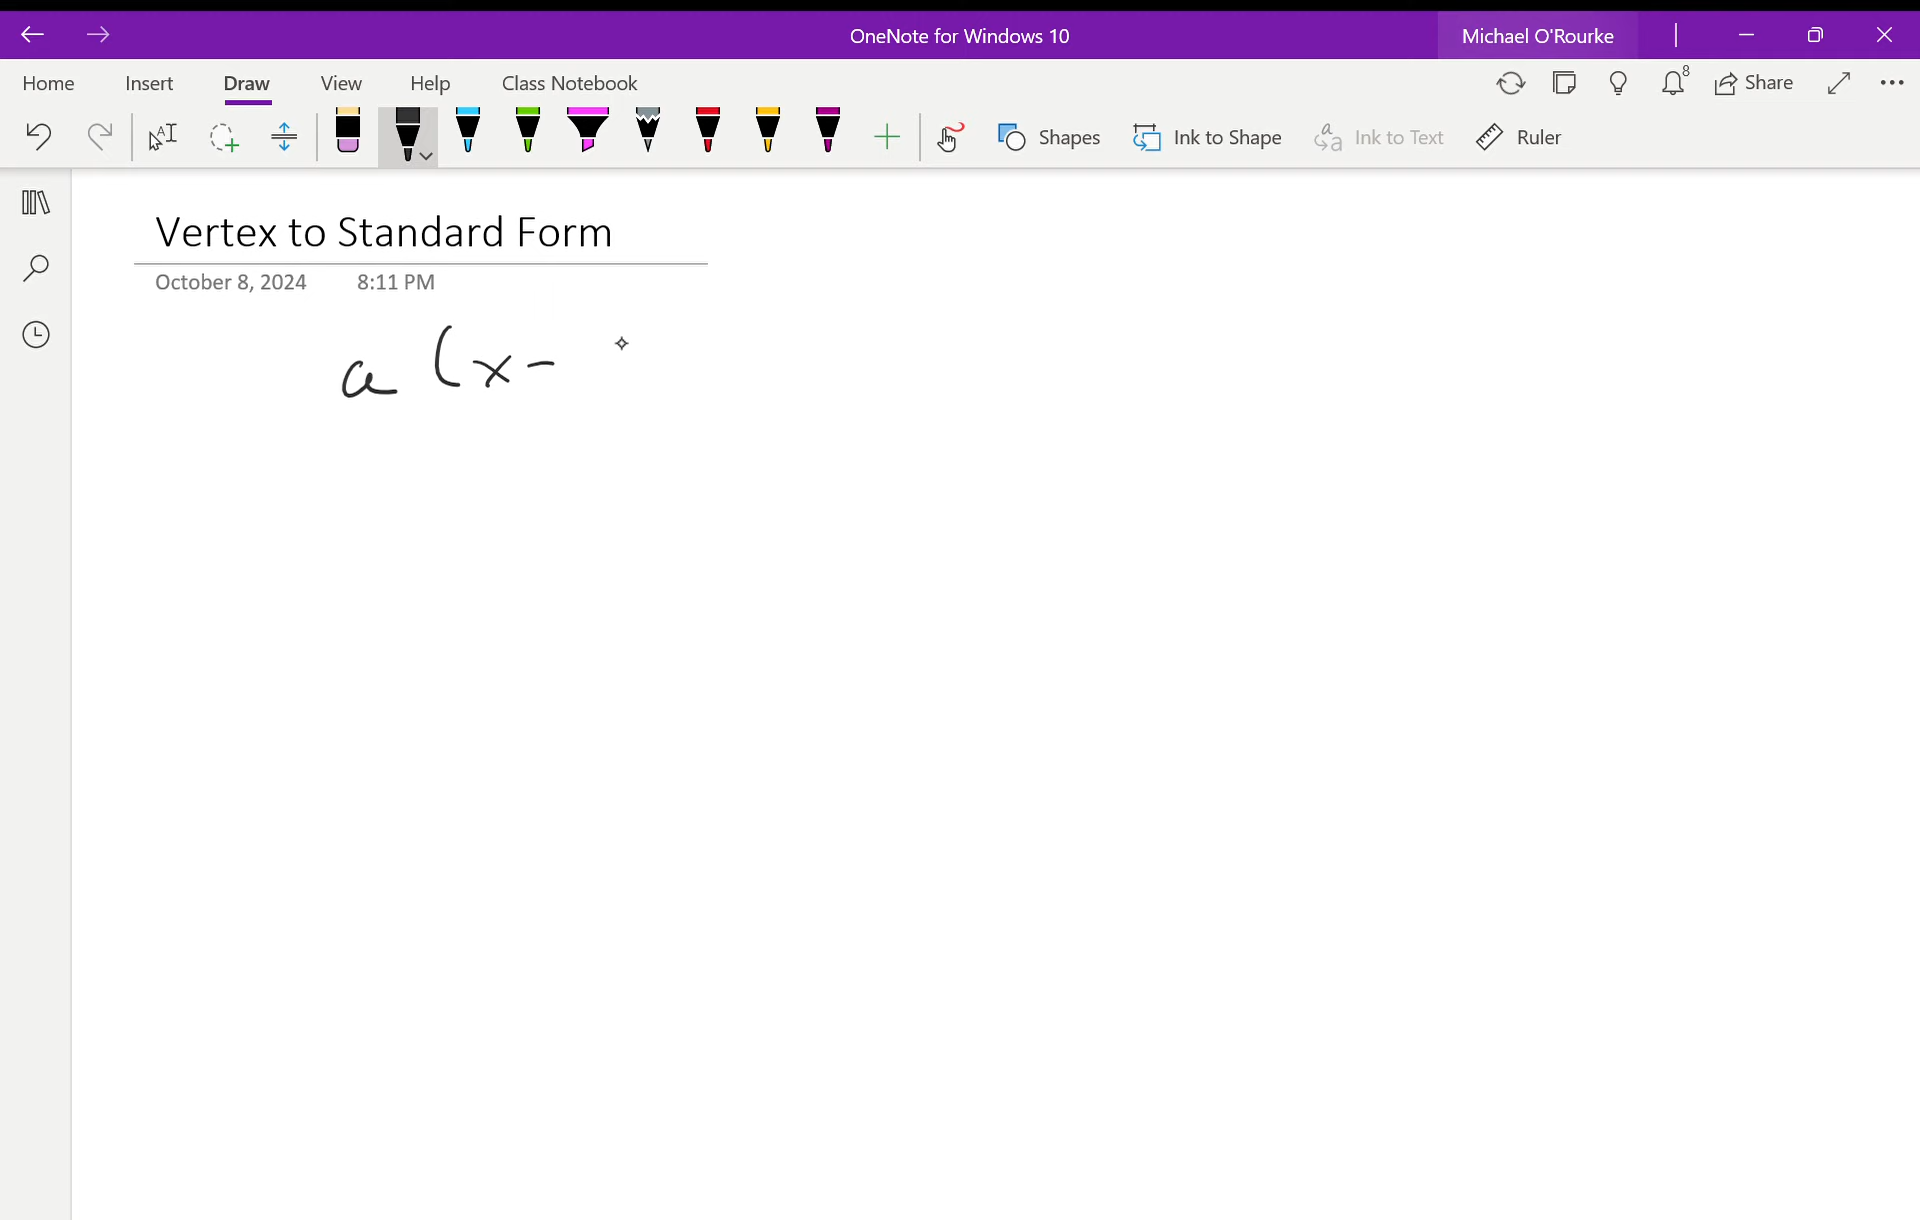 OneNote for Windows 10
Michael O'Rourke
Home Insert Draw View Help Class Notebook
8
Share
Shapes Ink to Shape Ink to Text Ruler
Vertex to Standard Form
October 8, 2024 8:11 PM
a (x -